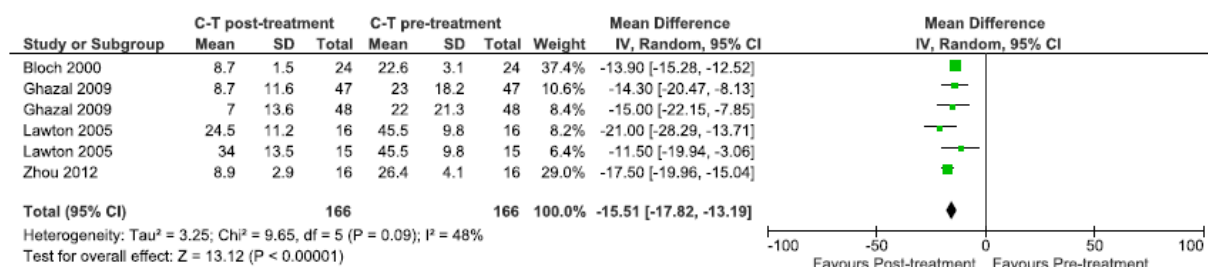 C-T post-treatment C-T pre-treatment Mean Difference Mean Difference
Study or Subgroup Mean SD Total Mean SD Total Weight IV, Random, 95% CI IV, Random, 95% CI
Bloch 2000 8.7 1.5 24 22.6 3.1 24 37.4% -13.90 [-15.28, -12.52]
Ghazal 2009 8.7 11.6 47 23 18.2 47 10.6% -14.30 [-20.47, -8.13]
Ghazal 2009 7 13.6 48 22 21.3 48 8.4% -15.00 [-22.15, -7.85]
Lawton 2005 24.5 11.2 16 45.5 9.8 16 8.2% -21.00 [-28.29, -13.71]
Lawton 2005 34 13.5 15 45.5 9.8 15 6.4% -11.50 [-19.94, -3.06]
Zhou 2012 8.9 2.9 16 26.4 4.1 16 29.0% -17.50 [-19.96, -15.04]
Total (95% CI) 166 166 100.0% -15.51 [-17.82, -13.19]
Heterogeneity: Tau² = 3.25; Chi² = 9.65, df = 5 (P = 0.09); I² = 48%
Test for overall effect: Z = 13.12 (P < 0.00001)
-100 -50 0 50 100
Favours Post-treatment Favours Pre-treatment